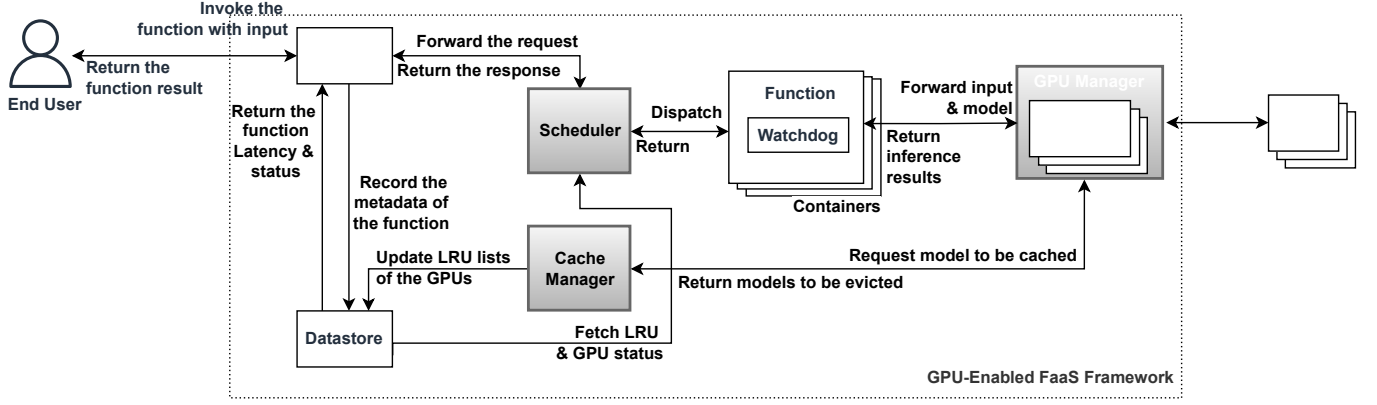 Invoke the
function with input
Return the
function result
End User
Forward the request
Return the response
Return the
function
Latency &
status
Record the
metadata of
the function
Scheduler
Dispatch
Return
Function
Watchdog
Containers
Forward input
& model
Return
inference
results
GPU Manager
Update LRU lists
of the GPUs
Cache
Manager
Request model to be cached
Return models to be evicted
Datastore
Fetch LRU
& GPU status
GPU-Enabled FaaS Framework